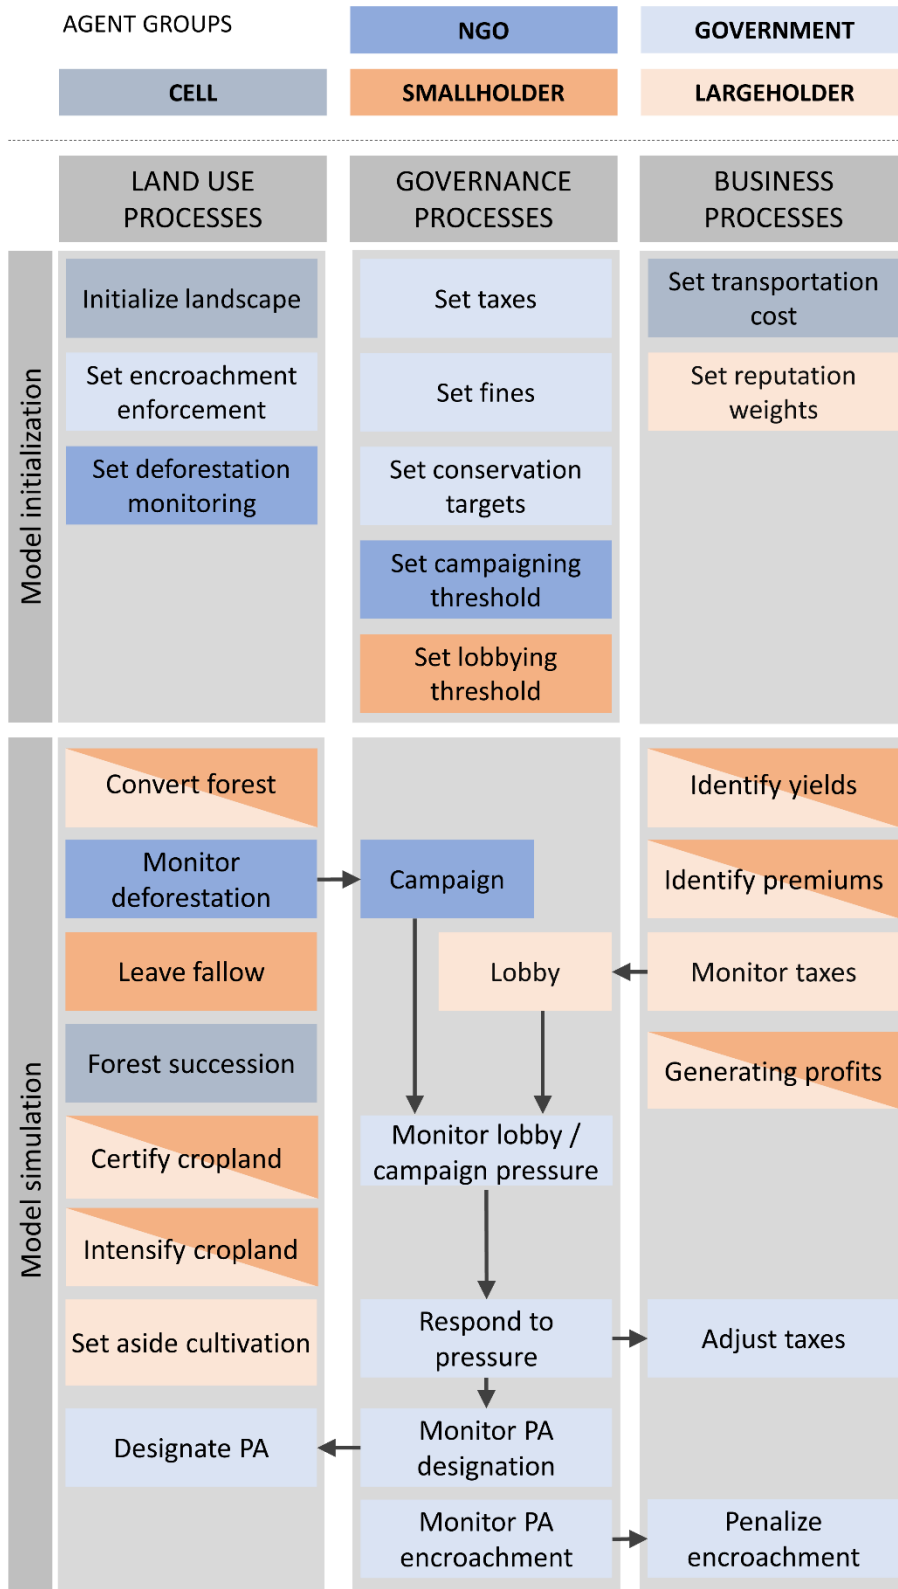 AGENT GROUPS
NGO
GOVERNMENT
CELL
SMALLHOLDER
LARGEHOLDER
LAND USE
PROCESSES
GOVERNANCE
PROCESSES
BUSINESS
PROCESSES
Model initialization
Initialize landscape
Set encroachment
enforcement
Set deforestation
monitoring
Set taxes
Set fines
Set conservation
targets
Set campaigning
threshold
Set lobbying
threshold
Set transportation
cost
Set reputation
weights
Model simulation
Convert forest
Monitor
deforestation
Leave fallow
Forest succession
Certify cropland
Intensify cropland
Set aside cultivation
Designate PA
Campaign
Lobby
Monitor lobby /
campaign pressure
Respond to
pressure
Monitor PA
designation
Monitor PA
encroachment
Identify yields
Identify premiums
Monitor taxes
Generating profits
Adjust taxes
Penalize
encroachment